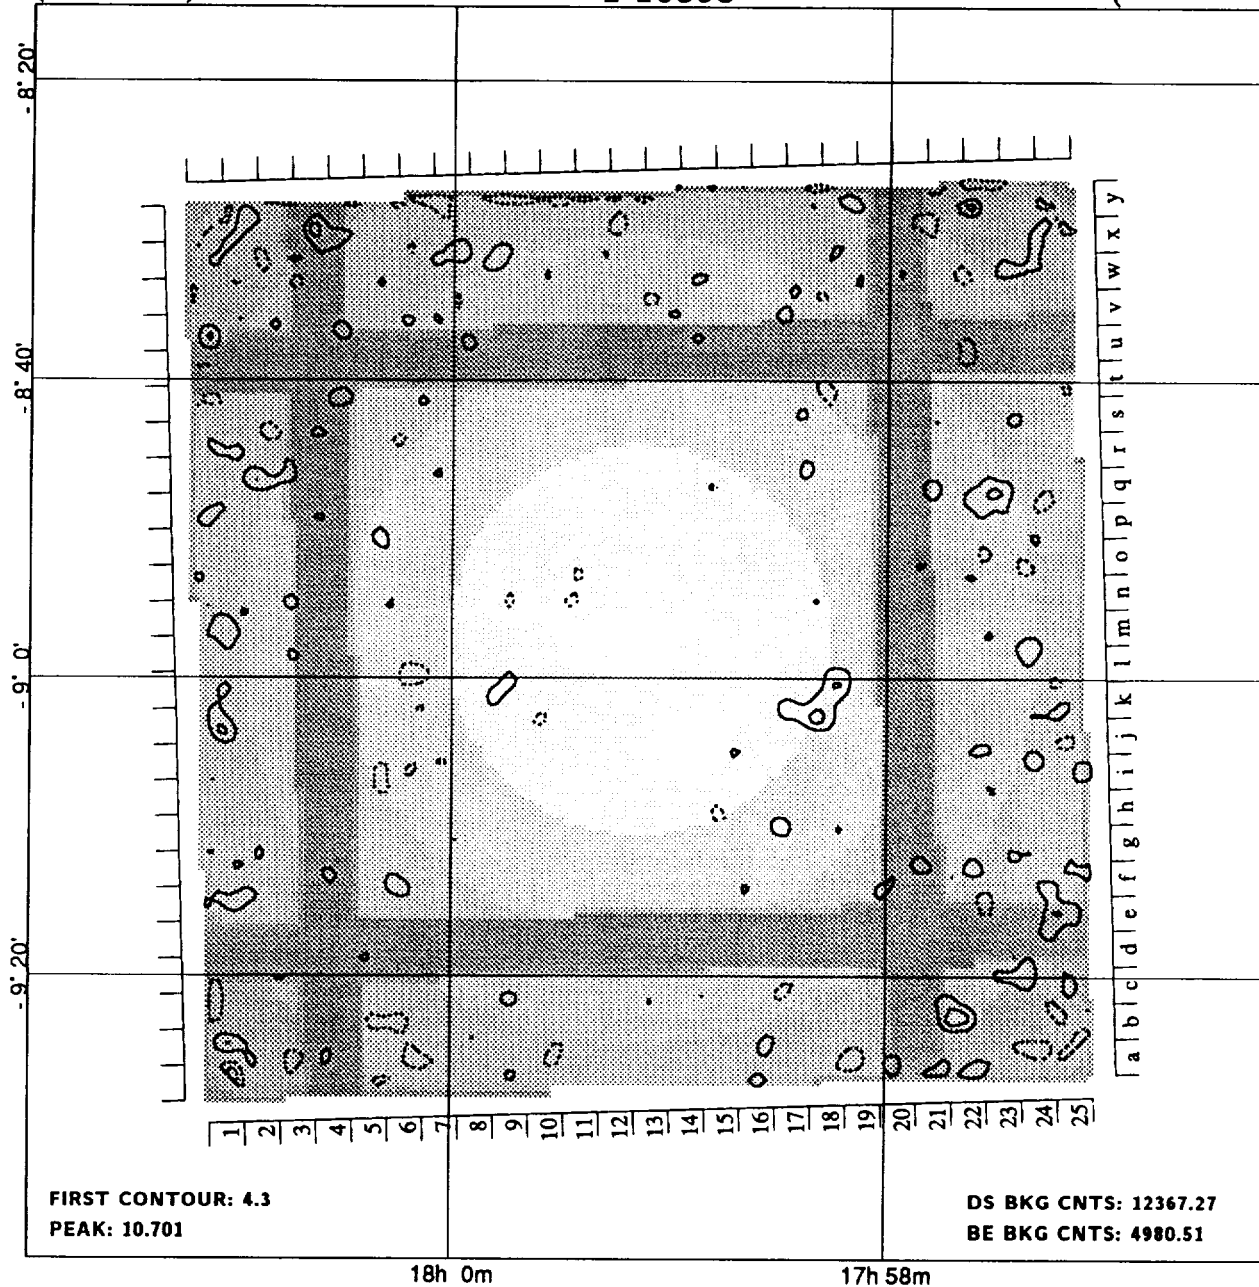 -8° 20'
-8° 40'
-9° 0'
-9° 20'
a|b|c|d|e|f|g|h|i|j|k|l|m|n|o|p|q|r|s|t|u|v|w|x|y
1 2 3 4 5 6 7 8 9 10 11 12 13 14 15 16 17 18 19 20 21 22 23 24 25
FIRST CONTOUR: 4.3
PEAK: 10.701
DS BKG CNTS: 12367.27
BE BKG CNTS: 4980.51
18h 0m
17h 58m